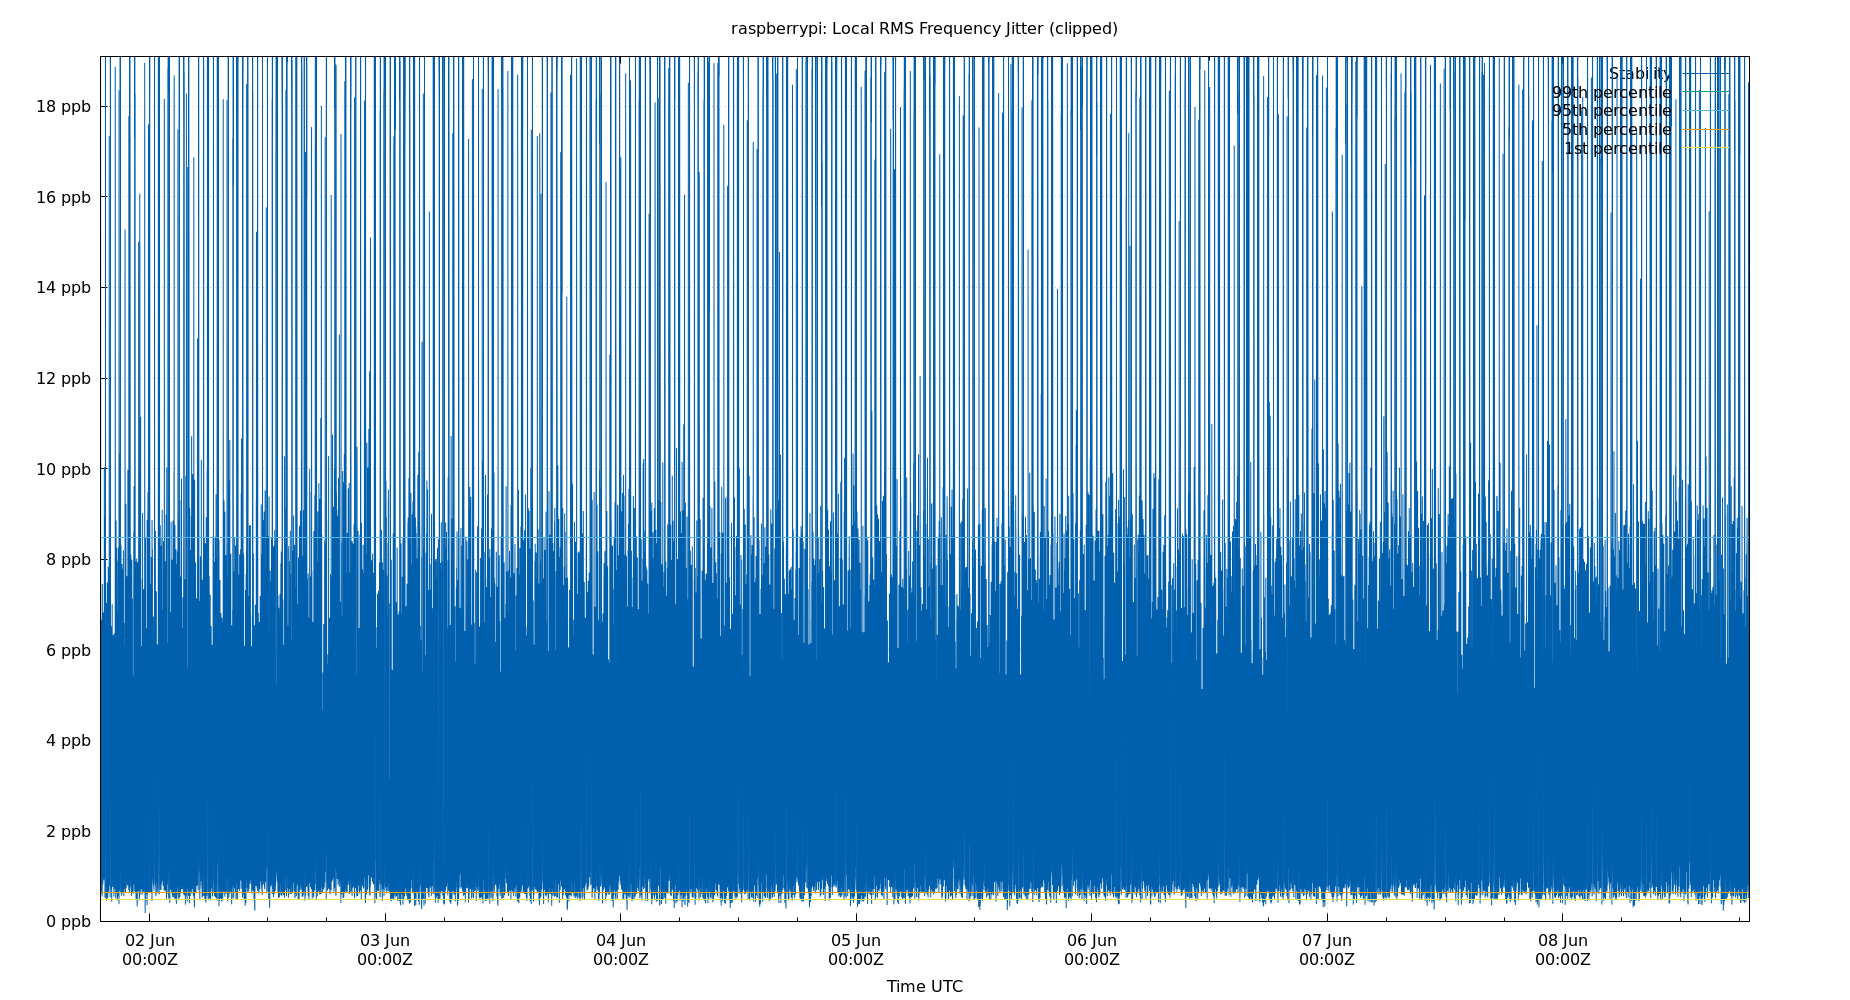 raspberrypi: Local RMS Frequency Jitter (clipped)
Stability
99th percentile
95th percentile
5th percentile
1st percentile
18 ppb
16 ppb
14 ppb
12 ppb
10 ppb
8 ppb
6 ppb
4 ppb
2 ppb
0 ppb
02 Jun 03 Jun 04 Jun 05 Jun 06 Jun 07 Jun 08 Jun
00:00Z 00:00Z 00:00Z 00:00Z 00:00Z 00:00Z 00:00Z
Time UTC